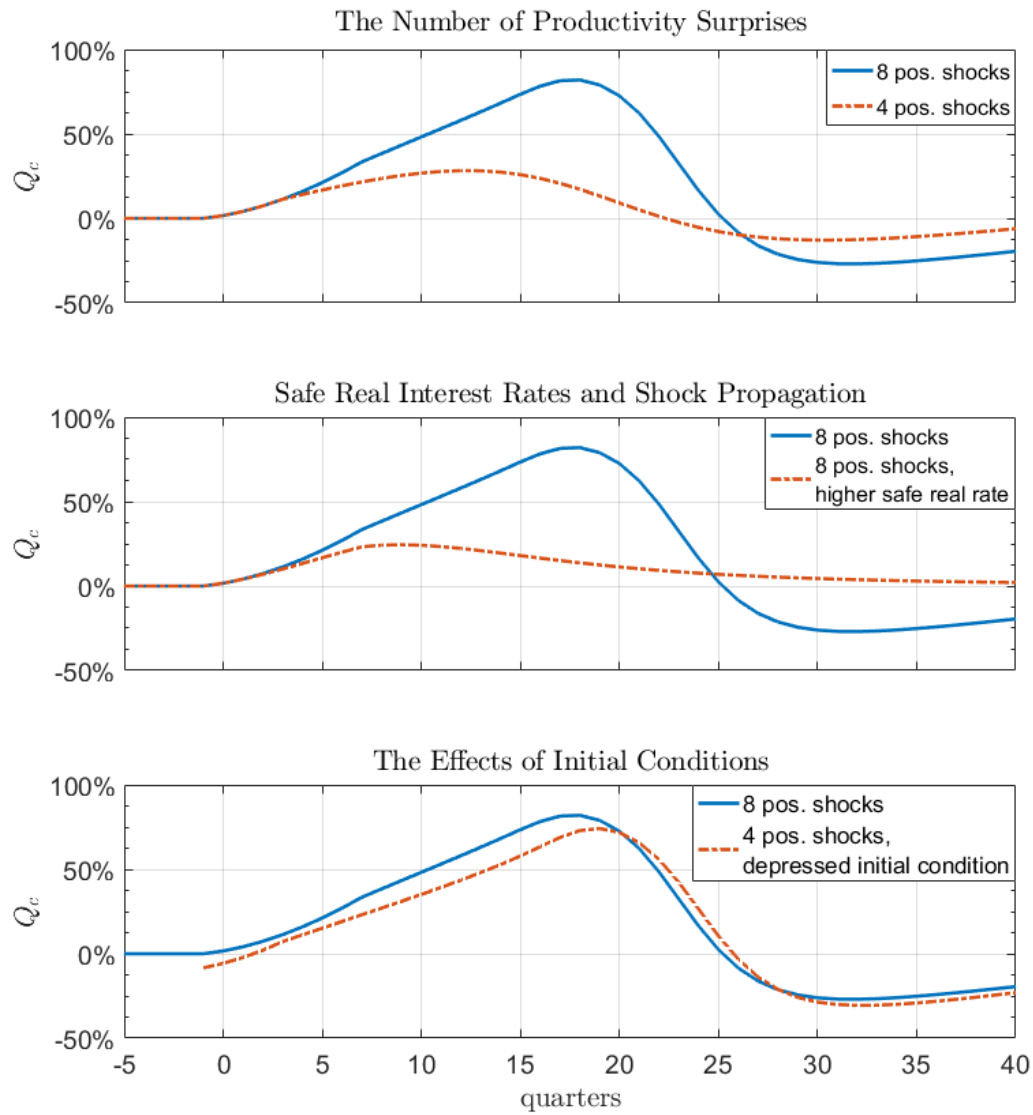 The Number of Productivity Surprises
100%
50%
0%
-50%
Q_c
8 pos. shocks
4 pos. shocks
Safe Real Interest Rates and Shock Propagation
100%
50%
0%
-50%
Q_c
8 pos. shocks
8 pos. shocks,
higher safe real rate
The Effects of Initial Conditions
100%
50%
0%
-50%
Q_c
8 pos. shocks
4 pos. shocks,
depressed initial condition
-5 0 5 10 15 20 25 30 35 40
quarters